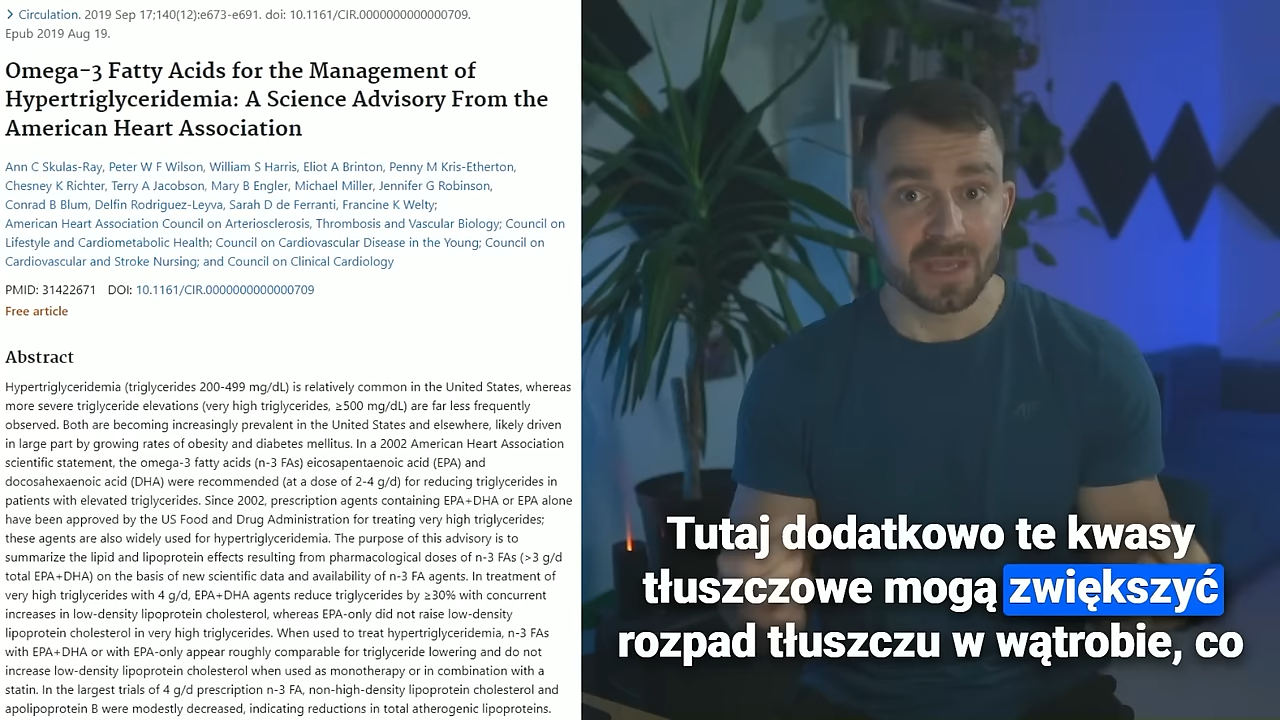 Circulation. 2019 Sep 17;140(12):e673-e691. doi: 10.1161/CIR.0000000000000709.
Epub 2019 Aug 19.
Omega-3 Fatty Acids for the Management of
Hypertriglyceridemia: A Science Advisory From the
American Heart Association
Ann C Skulas-Ray, Peter W F Wilson, William S Harris, Eliot A Brinton, Penny M Kris-Etherton,
Chesney K Richter, Terry A Jacobson, Mary B Engler, Michael Miller, Jennifer G Robinson,
Conrad B Blum, Delfin Rodriguez-Leyva, Sarah D de Ferranti, Francine K Welty;
American Heart Association Council on Arteriosclerosis, Thrombosis and Vascular Biology; Council on
Lifestyle and Cardiometabolic Health; Council on Cardiovascular Disease in the Young; Council on
Cardiovascular and Stroke Nursing; and Council on Clinical Cardiology
PMID: 31422671 DOI: 10.1161/CIR.0000000000000709
Free article
Abstract
Hypertriglyceridemia (triglycerides 200-499 mg/dL) is relatively common in the United States, whereas
more severe triglyceride elevations (very high triglycerides, ≥500 mg/dL) are far less frequently
observed. Both are becoming increasingly prevalent in the United States and elsewhere, likely driven
in large part by growing rates of obesity and diabetes mellitus. In a 2002 American Heart Association
scientific statement, the omega-3 fatty acids (n-3 FAs) eicosapentaenoic acid (EPA) and
docosahexaenoic acid (DHA) were recommended (at a dose of 2-4 g/d) for reducing triglycerides in
patients with elevated triglycerides. Since 2002, prescription agents containing EPA+DHA or EPA alone
have been approved by the US Food and Drug Administration for treating very high triglycerides;
these agents are also widely used for hypertriglyceridemia. The purpose of this advisory is to
summarize the lipid and lipoprotein effects resulting from pharmacological doses of n-3 FAs (>3 g/d
total EPA+DHA) on the basis of new scientific data and availability of n-3 FA agents. In treatment of
very high triglycerides with 4 g/d, EPA+DHA agents reduce triglycerides by ≥30% with concurrent
increases in low-density lipoprotein cholesterol, whereas EPA-only did not raise low-density
lipoprotein cholesterol in very high triglycerides. When used to treat hypertriglyceridemia, n-3 FAs
with EPA+DHA or with EPA-only appear roughly comparable for triglyceride lowering and do not
increase low-density lipoprotein cholesterol when used as monotherapy or in combination with a
statin. In the largest trials of 4 g/d prescription n-3 FA, non-high-density lipoprotein cholesterol and
apolipoprotein B were modestly decreased, indicating reductions in total atherogenic lipoproteins.
Tutaj dodatkowo te kwasy
tłuszczowe mogą zwiększyć
rozpad tłuszczu w wątrobie, co